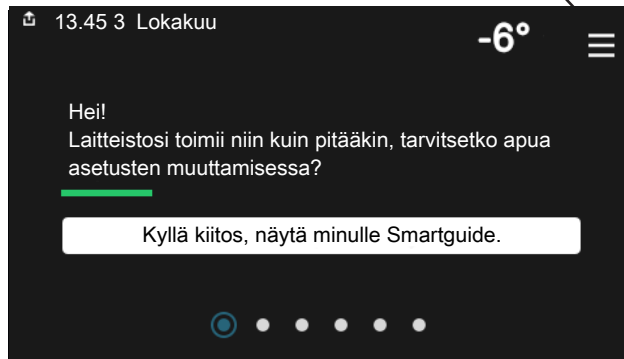 13.45 3 Lokakuu
-6°
Hei!
Laitteistosi toimii niin kuin pitääkin, tarvitsetko apua
asetusten muuttamisessa?
Kyllä kiitos, näytä minulle Smartguide.